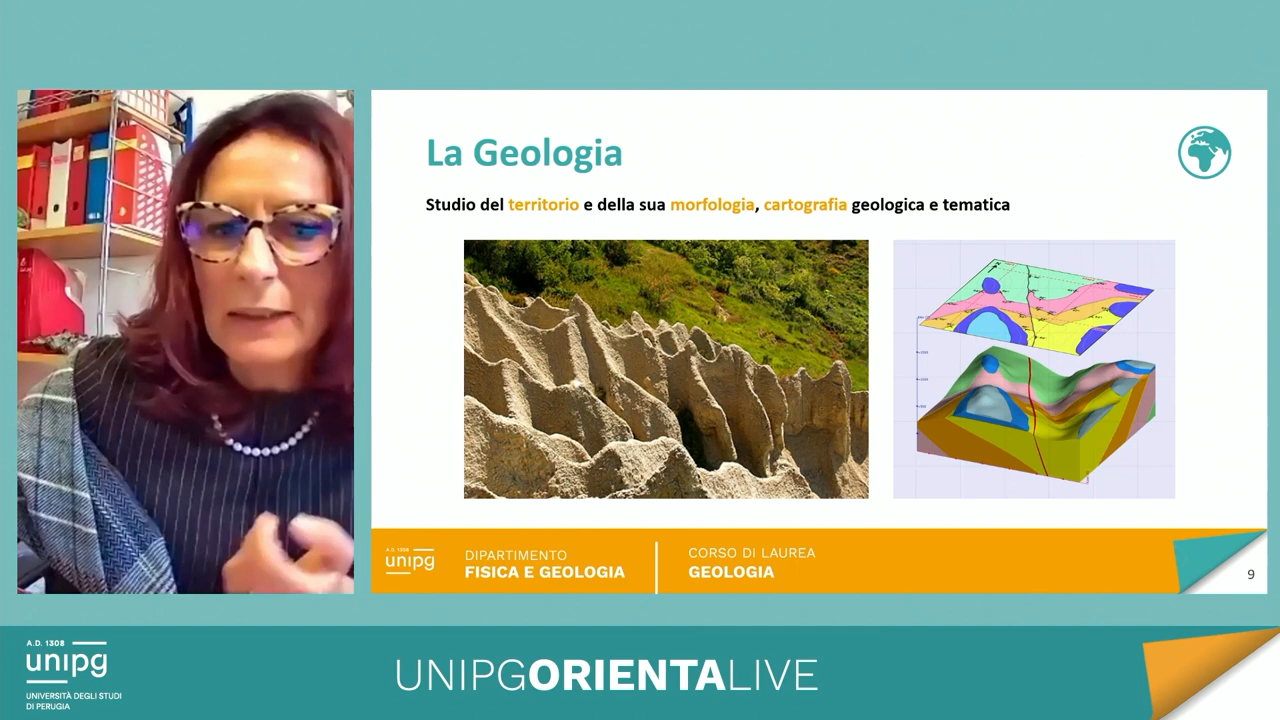 La Geologia
Studio del territorio e della sua morfologia, cartografia geologica e tematica
A.D. 1308
unipg
DIPARTIMENTO
FISICA E GEOLOGIA
CORSO DI LAUREA
GEOLOGIA
9
A.D. 1308
unipg
UNIVERSITÀ DEGLI STUDI
DI PERUGIA
UNIPGORIENTALIVE